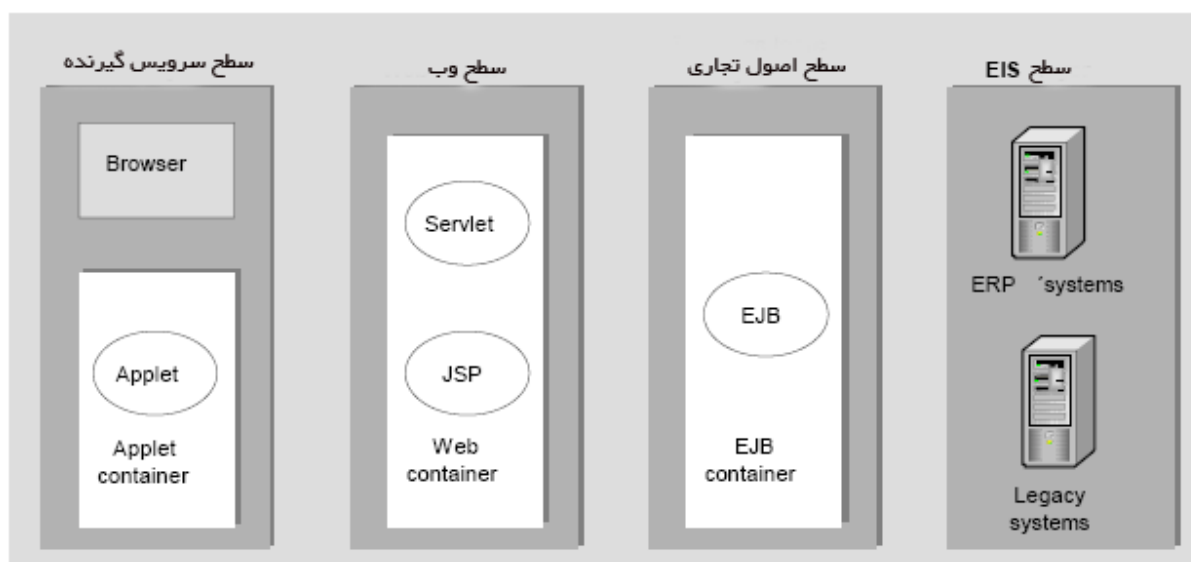 سطح سرویس گیرنده
Browser
Applet
Applet
container
سطح وب
Servlet
JSP
Web
container
سطح اصول تجاری
EJB
EJB
container
سطح EIS
ERP ´systems
Legacy
systems